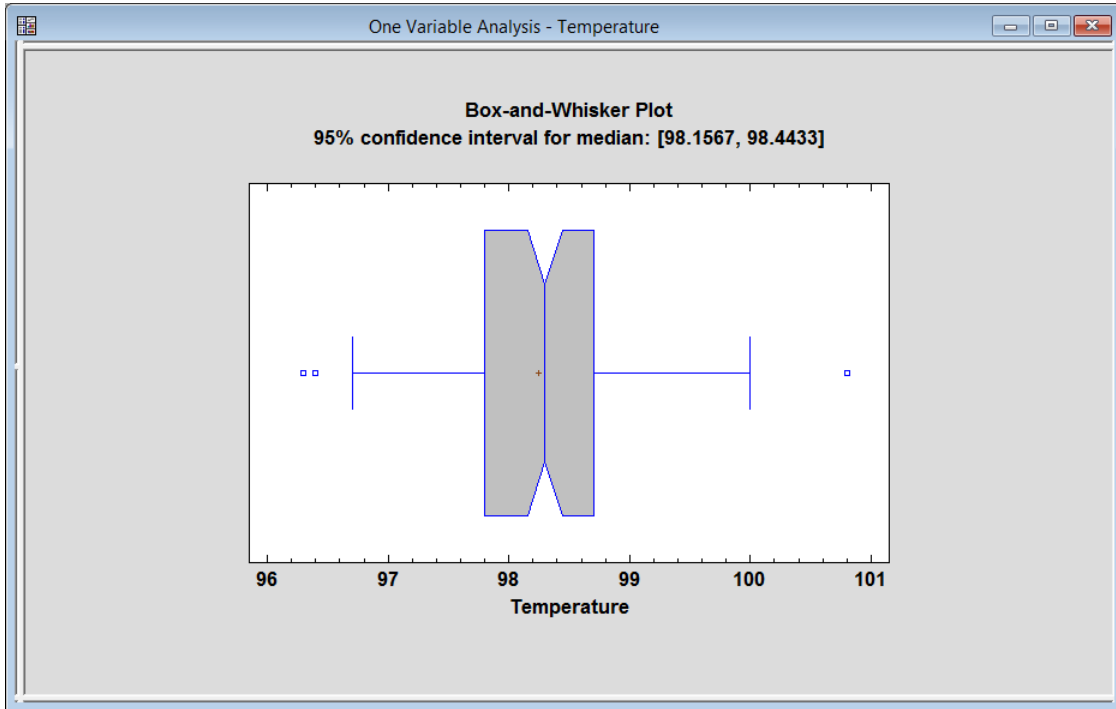 One Variable Analysis - Temperature
Box-and-Whisker Plot
95% confidence interval for median: [98.1567, 98.4433]
96 97 98 99 100 101
Temperature